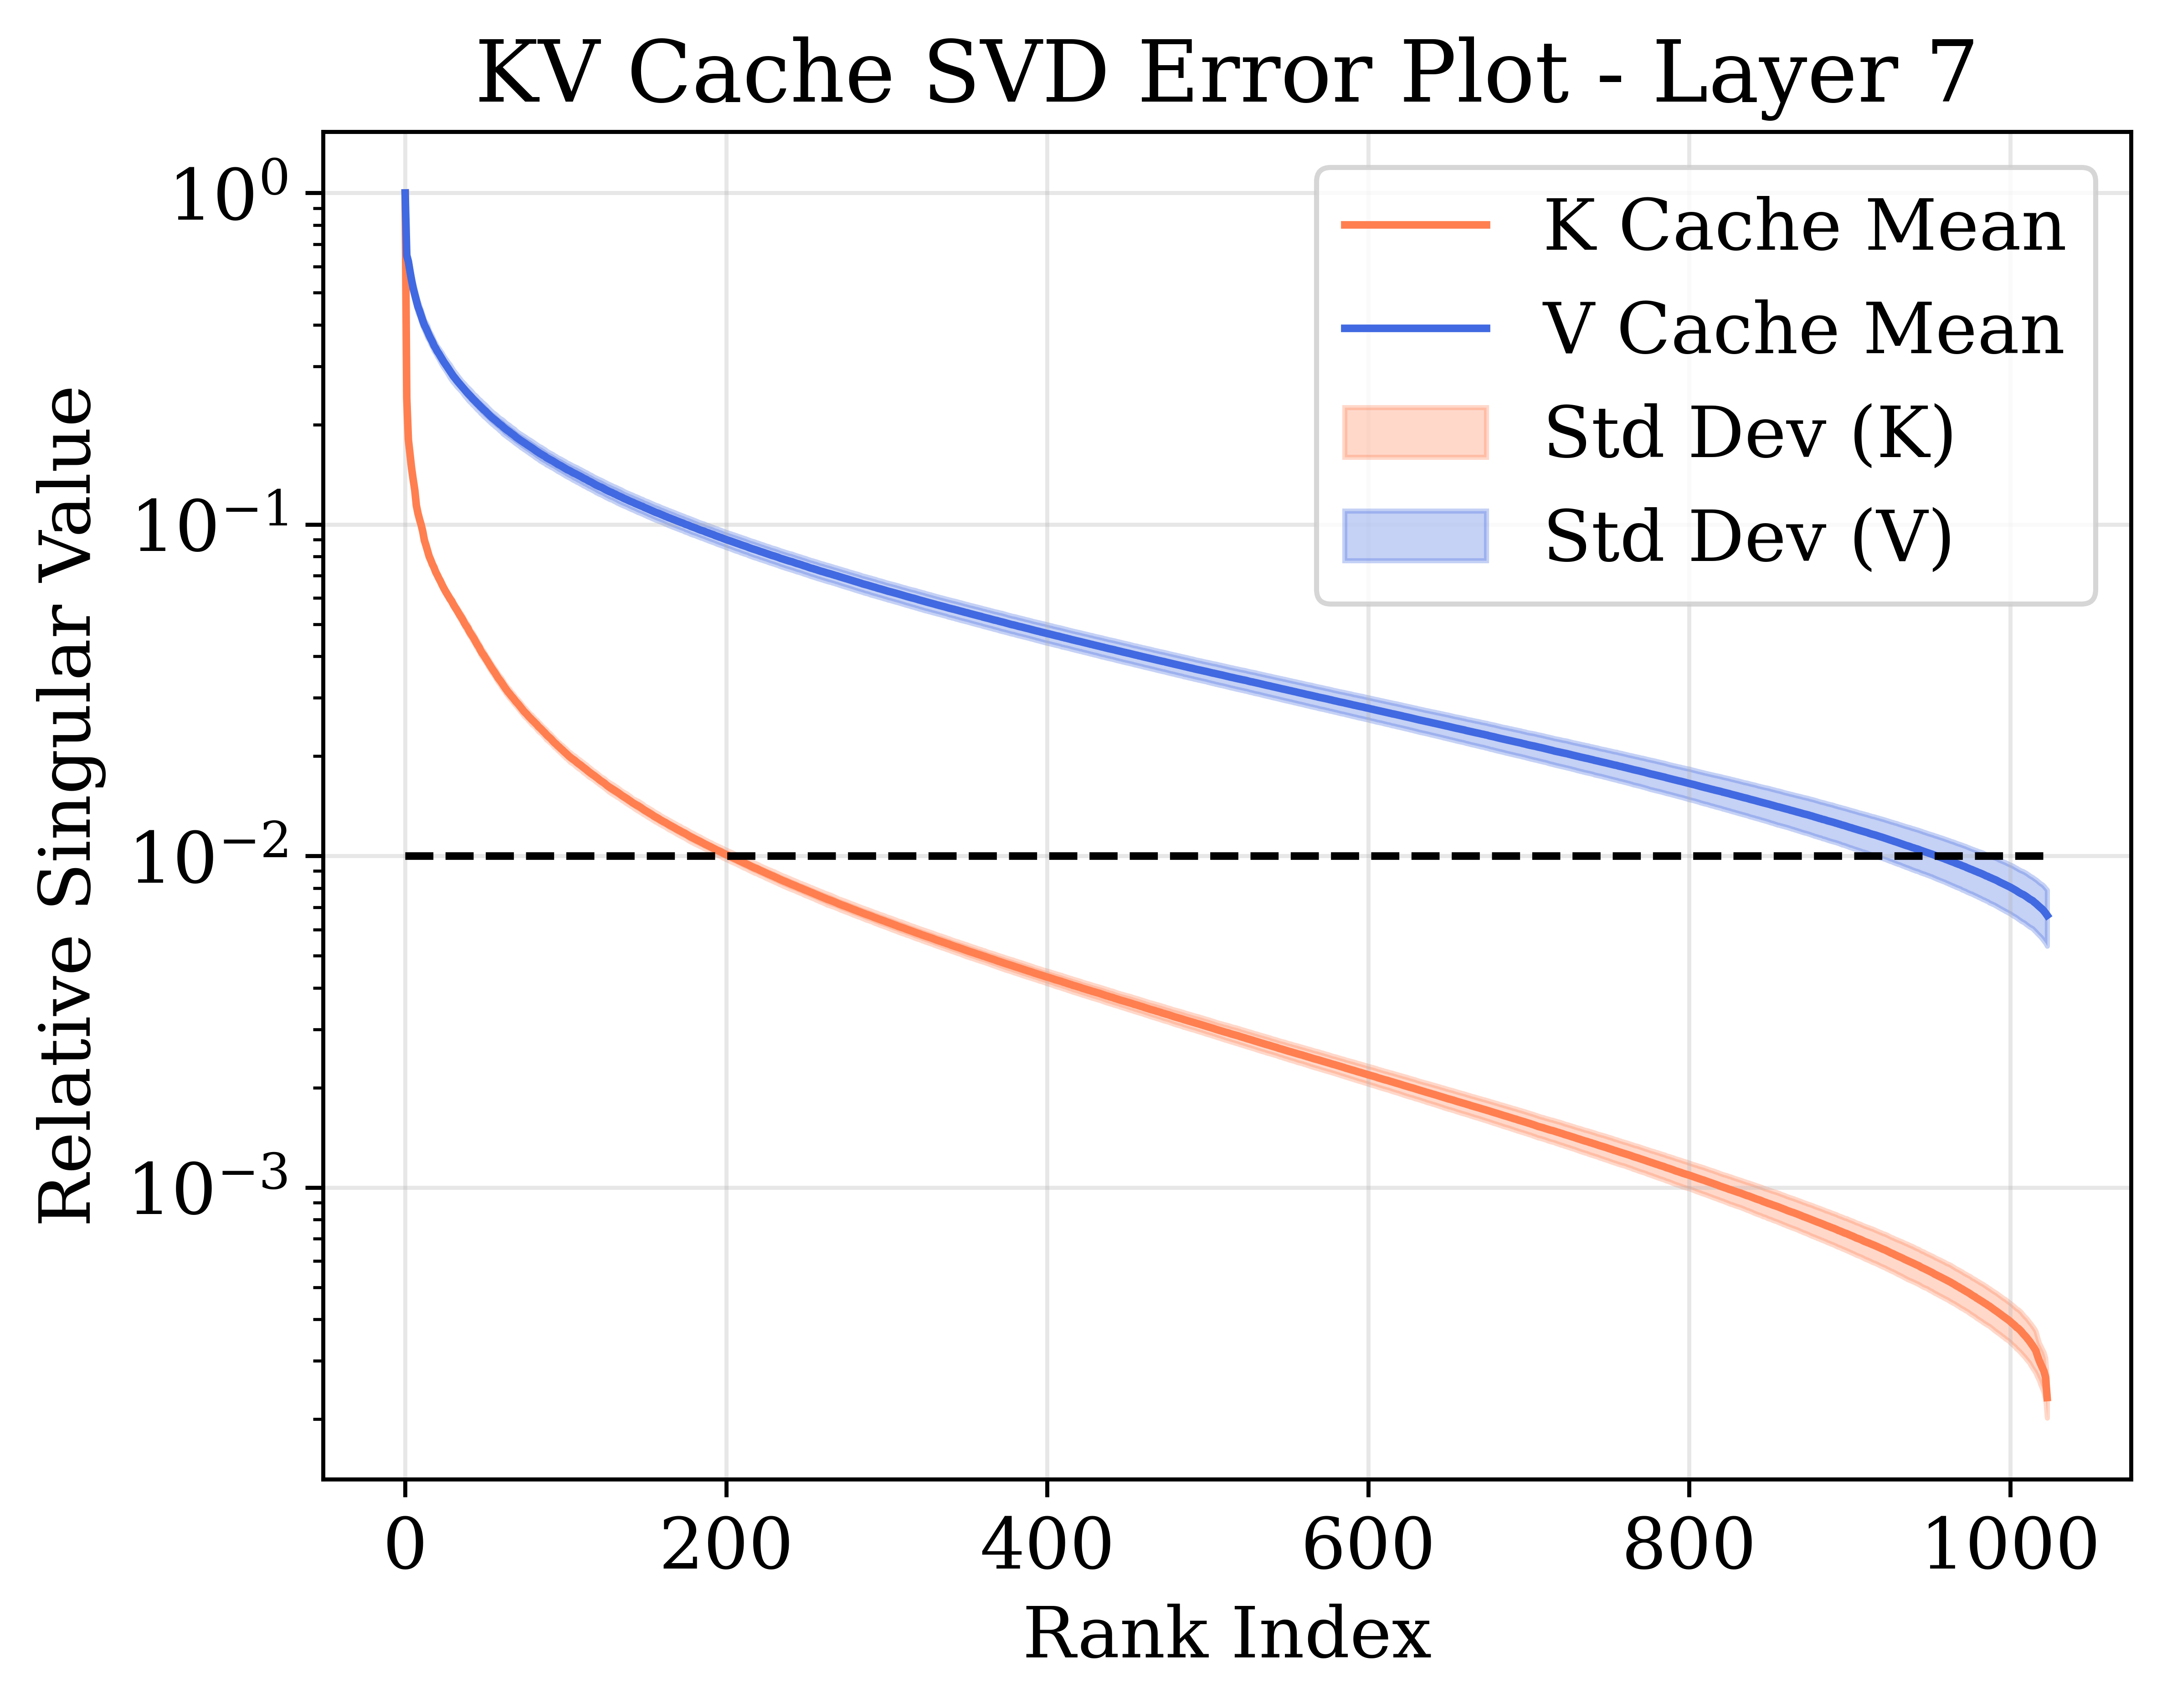 KV Cache SVD Error Plot - Layer 7
Relative Singular Value
10⁰
10⁻¹
10⁻²
10⁻³
K Cache Mean
V Cache Mean
Std Dev (K)
Std Dev (V)
0 200 400 600 800 1000
Rank Index